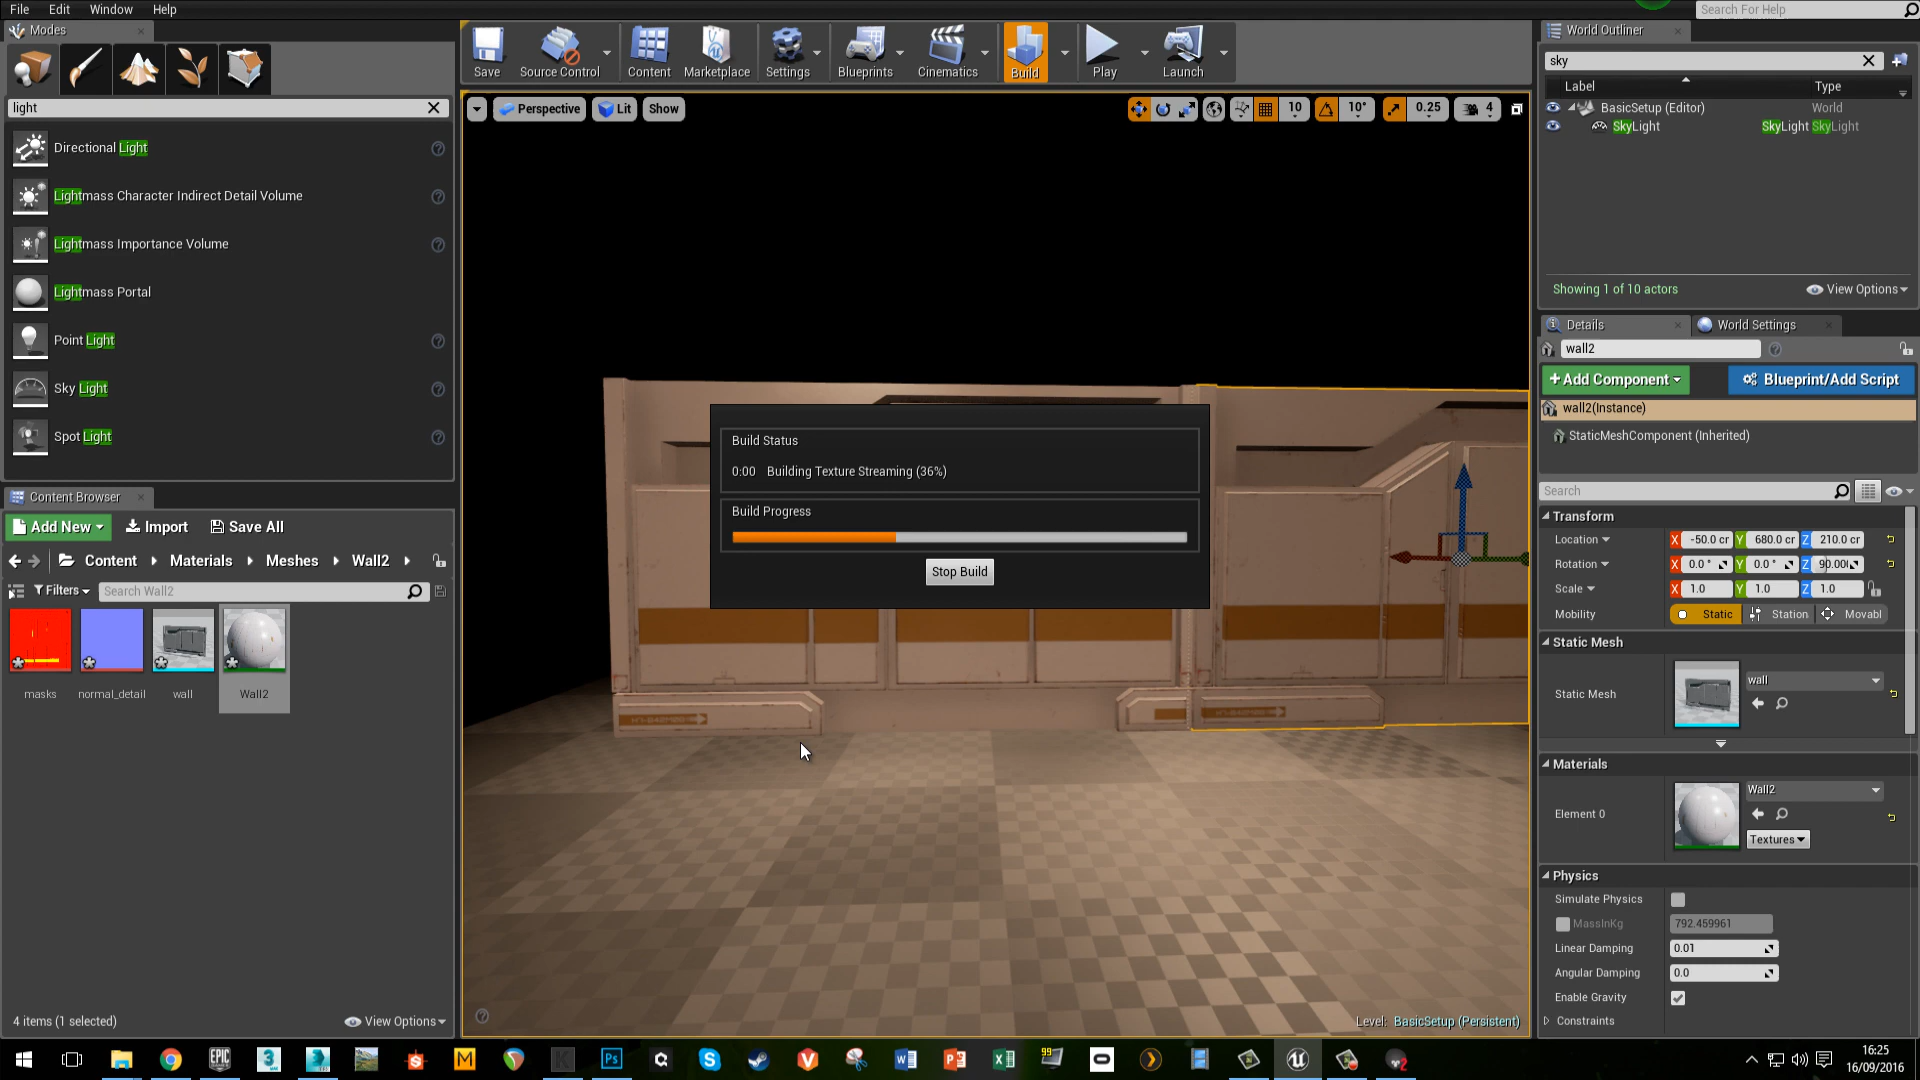 File Edit Window Help
Search For Help
Modes
light
Directional Light
Lightmass Character Indirect Detail Volume
Lightmass Importance Volume
Lightmass Portal
Point Light
Sky Light
Spot Light
Save
Source Control
Content
Marketplace
Settings
Blueprints
Cinematics
Build
Play
Launch
Perspective Lit Show
10 10° 0.25 4
Build Status
0:00 Building Texture Streaming (36%)
Build Progress
Stop Build
Level: BasicSetup (Persistent)
World Outliner
sky
Label Type
BasicSetup (Editor) World
SkyLight SkyLight SkyLight
Showing 1 of 10 actors View Options
Details World Settings
wall2
+Add Component Blueprint/Add Script
wall2(Instance)
StaticMeshComponent (Inherited)
Search
Transform
Location X -50.0 cr Y 680.0 cr Z 210.0 cr
Rotation X 0.0 ° Y 0.0 ° Z 90.00
Scale X 1.0 Y 1.0 Z 1.0
Mobility Static Station Movabl
Static Mesh
Static Mesh wall
Materials
Element 0 Wall2
Textures
Physics
Simulate Physics
MassInKg 792.459961
Linear Damping 0.01
Angular Damping 0.0
Enable Gravity
Constraints
Content Browser
Add New Import Save All
Content Materials Meshes Wall2
Filters Search Wall2
masks normal_detail wall Wall2
4 items (1 selected) View Options
EPIC GAMES
3 3 M K Ps S W P X 99
16:25
16/09/2016